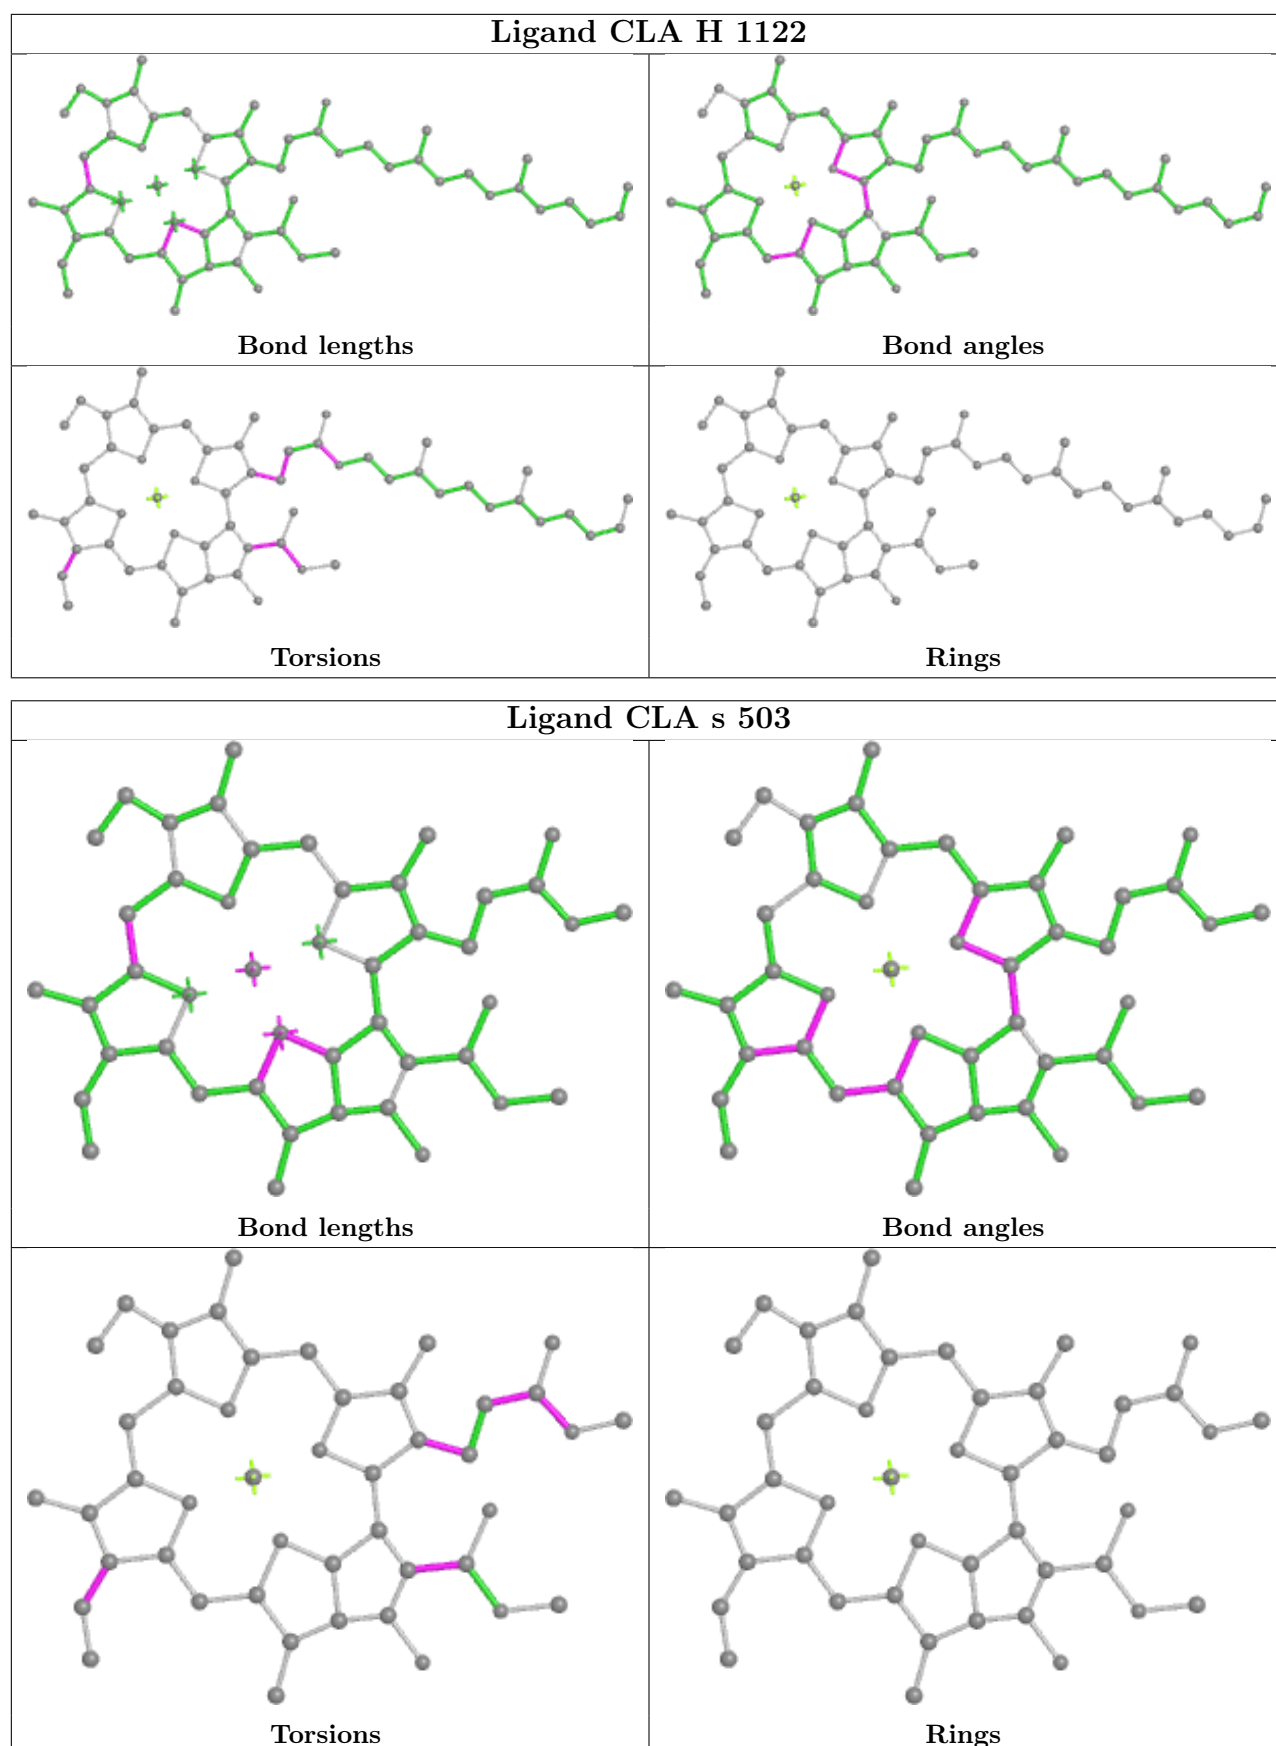 Ligand CLA H 1122
Bond lengths
Bond angles
Torsions
Rings
Ligand CLA s 503
Bond lengths
Bond angles
Torsions
Rings